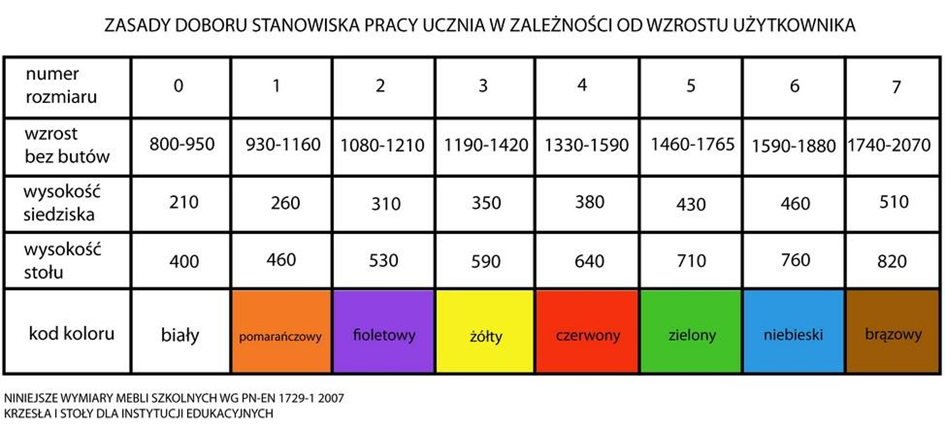 ZASADY DOBORU STANOWISKA PRACY UCZNIA W ZALEŻNOŚCI OD WZROSTU UŻYTKOWNIKA
numer rozmiaru 0 1 2 3 4 5 6 7
wzrost bez butów 800-950 930-1160 1080-1210 1190-1420 1330-1590 1460-1765 1590-1880 1740-2070
wysokość siedziska 210 260 310 350 380 430 460 510
wysokość stołu 400 460 530 590 640 710 760 820
kod koloru biały pomarańczowy fioletowy żółty czerwony zielony niebieski brązowy
NINIEJSZE WYMIARY MEBLI SZKOLNYCH WG PN-EN 1729-1 2007
KRZESŁA I STOŁY DLA INSTYTUCJI EDUKACYJNYCH